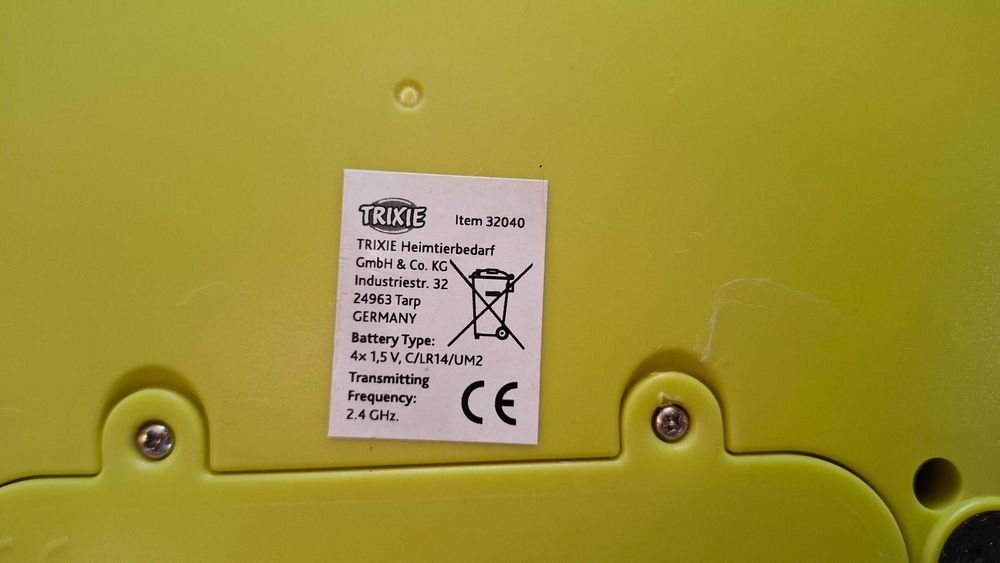 TRIXIE
Item 32040
TRIXIE Heimtierbedarf
GmbH & Co. KG
Industriestr. 32
24963 Tarp
GERMANY
Battery Type:
4x 1,5 V, C/LR14/UM2
Transmitting
Frequency:
2.4 GHz.
CE